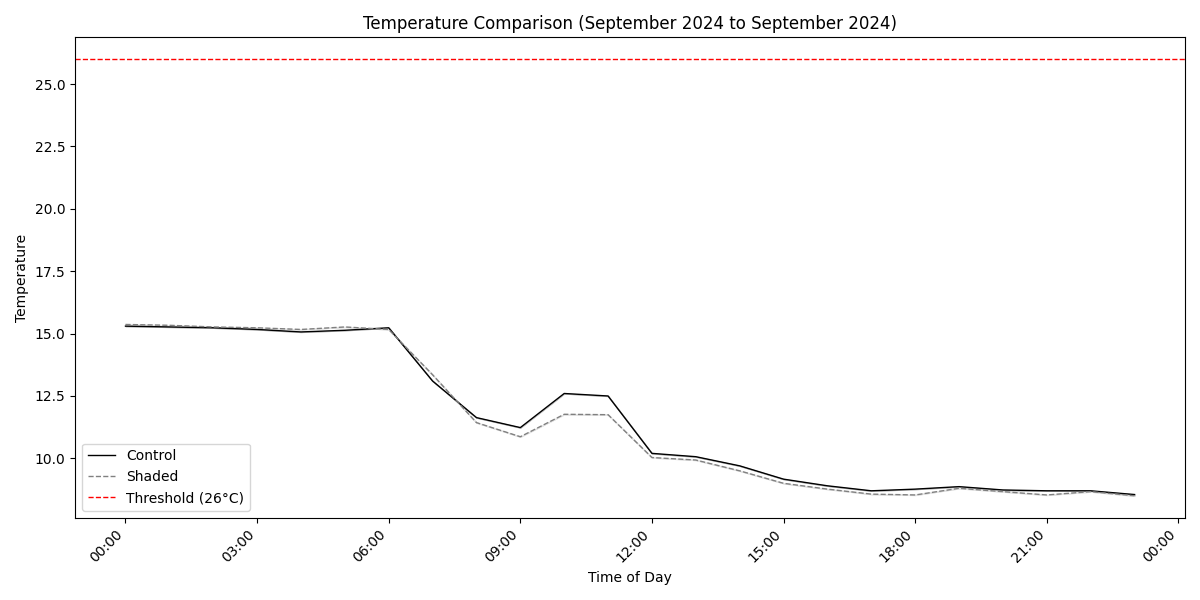 Temperature Comparison (September 2024 to September 2024)
Temperature
25.0
22.5
20.0
17.5
15.0
12.5
10.0
Control
Shaded
Threshold (26°C)
00:00
03:00
06:00
09:00
12:00
15:00
18:00
21:00
00:00
Time of Day